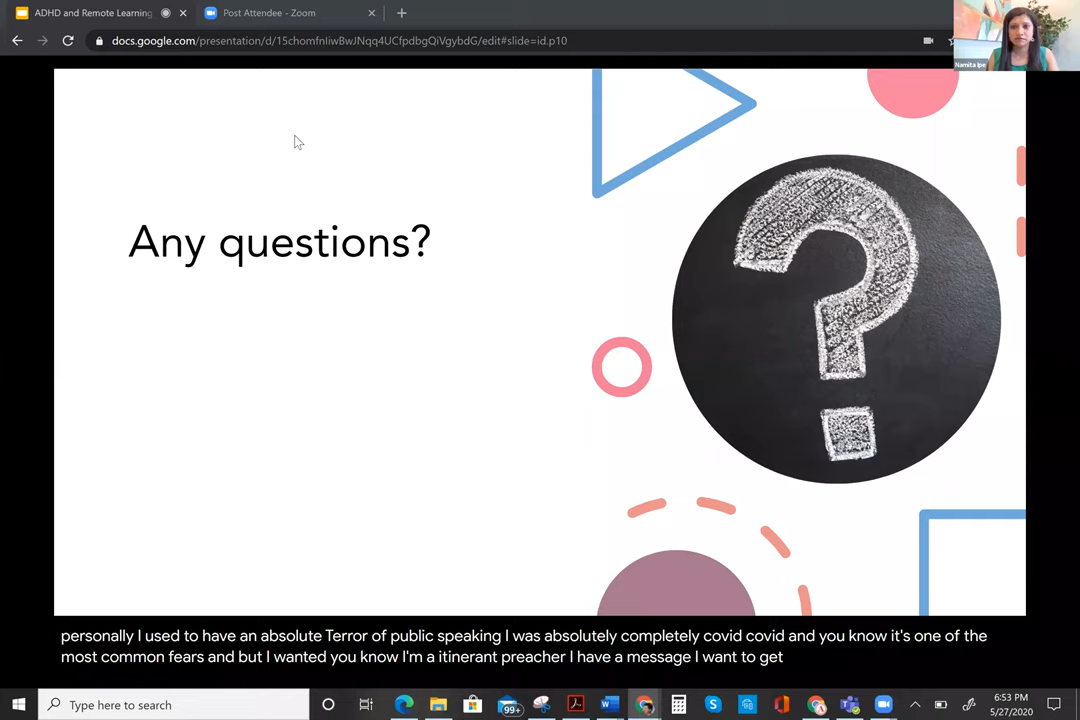 ADHD and Remote Learning
Post Attendee - Zoom
docs.google.com/presentation/d/15chomfnIiwBwJNqq4UCfpdbgQiVgybdG/edit#slide=id.p10
Namita Ipe
Any questions?
personally I used to have an absolute Terror of public speaking I was absolutely completely covid covid and you know it's one of the
most common fears and but I wanted you know I'm a itinerant preacher I have a message I want to get
Type here to search
99+
6:53 PM
5/27/2020